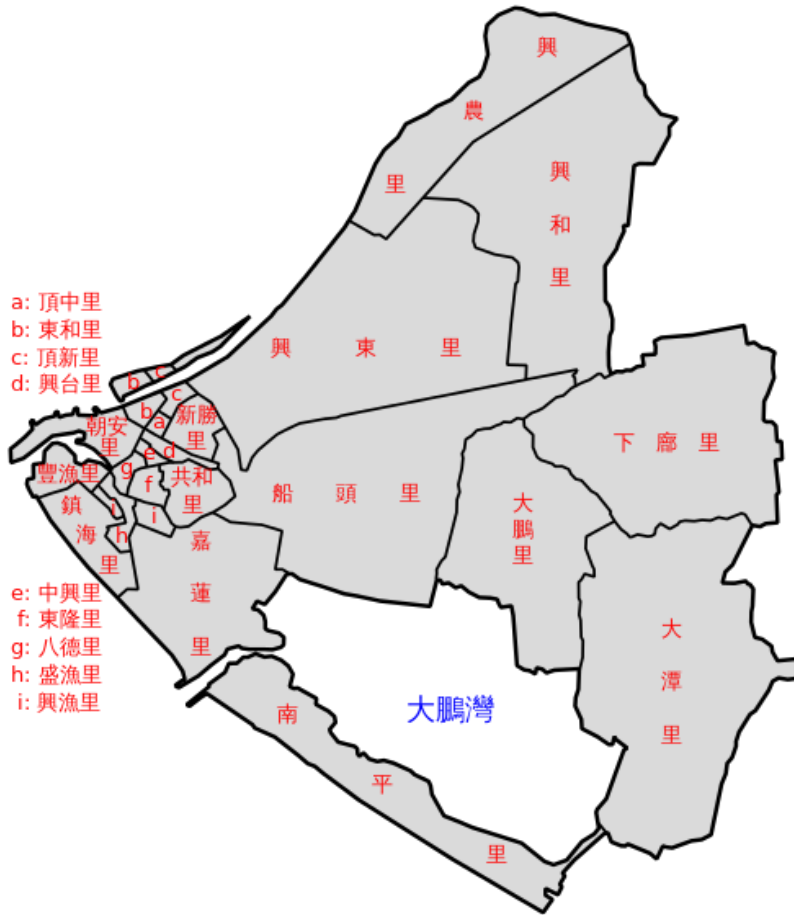 興農里
興和里
a: 頂中里
b: 東和里
c: 頂新里
d: 興台里
興東里
c
b
c
b
a
新勝里
朝安里
e
d
g
豐漁里
f
共和里
下廍里
船頭里
大鵬里
鎮海里
i
i
h
嘉蓮里
e: 中興里
f: 東隆里
g: 八德里
h: 盛漁里
i: 興漁里
大潭里
大鵬灣
南平里